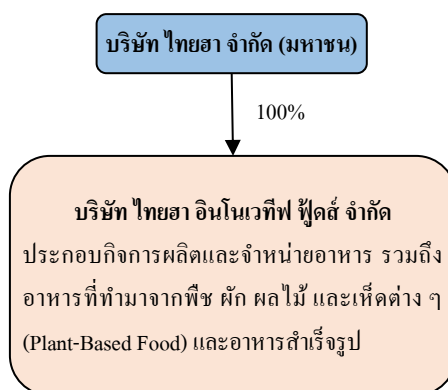 บริษัท ไทยฮา จำกัด (มหาชน)
100%
บริษัท ไทยฮา อินโนเวทีฟ ฟู้ดส์ จำกัด
ประกอบกิจการผลิตและจำหน่ายอาหาร รวมถึง
อาหารที่ทำมาจากพืช ผัก ผลไม้ และเห็ดต่าง ๆ
(Plant-Based Food) และอาหารสำเร็จรูป